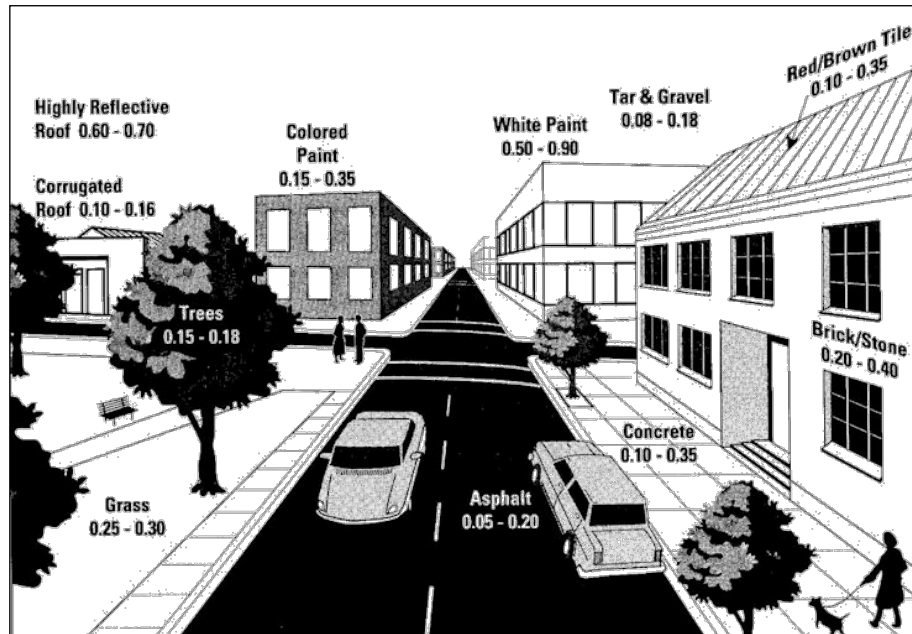 Red/Brown Tile
0.10 - 0.35
Highly Reflective
Roof 0.60 - 0.70
Tar & Gravel
0.08 - 0.18
Colored
Paint
0.15 - 0.35
White Paint
0.50 - 0.90
Corrugated
Roof 0.10 - 0.16
Trees
0.15 - 0.18
Brick/Stone
0.20 - 0.40
Concrete
0.10 - 0.35
Grass
0.25 - 0.30
Asphalt
0.05 - 0.20